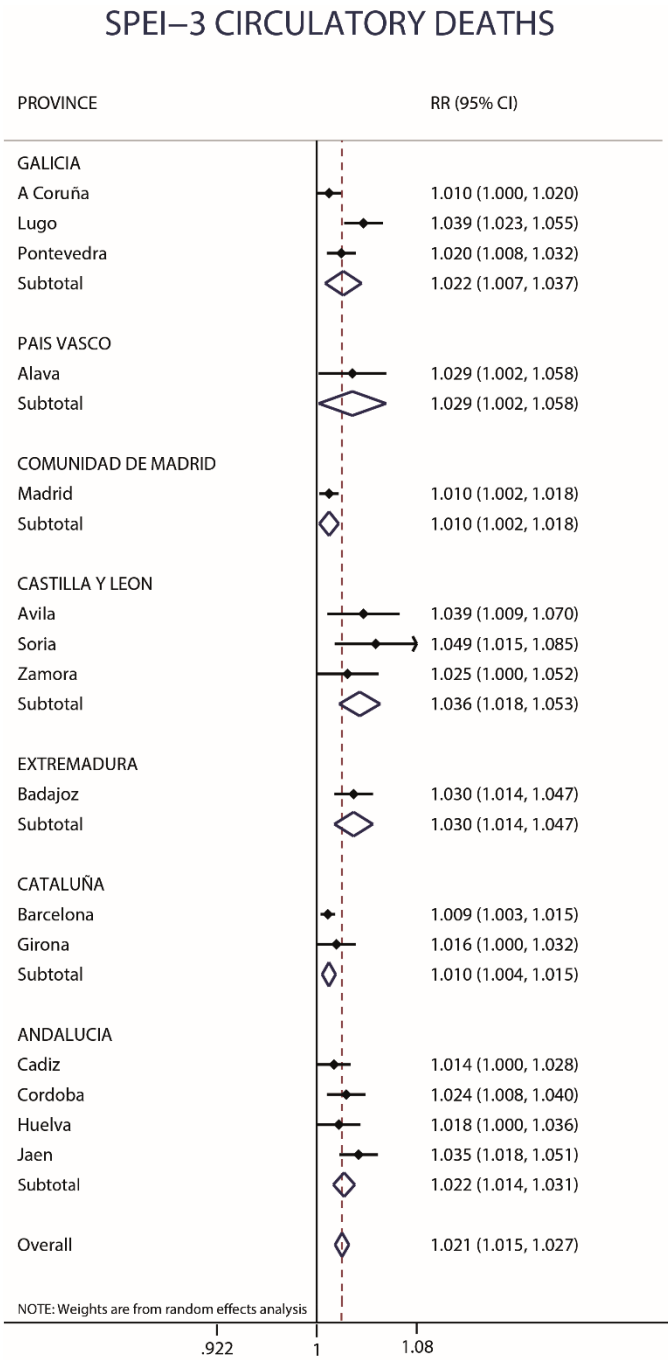 SPEI–3 CIRCULATORY DEATHS
PROVINCE RR (95% CI)
GALICIA
A Coruña 1.010 (1.000, 1.020)
Lugo 1.039 (1.023, 1.055)
Pontevedra 1.020 (1.008, 1.032)
Subtotal 1.022 (1.007, 1.037)
PAIS VASCO
Alava 1.029 (1.002, 1.058)
Subtotal 1.029 (1.002, 1.058)
COMUNIDAD DE MADRID
Madrid 1.010 (1.002, 1.018)
Subtotal 1.010 (1.002, 1.018)
CASTILLA Y LEON
Avila 1.039 (1.009, 1.070)
Soria 1.049 (1.015, 1.085)
Zamora 1.025 (1.000, 1.052)
Subtotal 1.036 (1.018, 1.053)
EXTREMADURA
Badajoz 1.030 (1.014, 1.047)
Subtotal 1.030 (1.014, 1.047)
CATALUÑA
Barcelona 1.009 (1.003, 1.015)
Girona 1.016 (1.000, 1.032)
Subtotal 1.010 (1.004, 1.015)
ANDALUCIA
Cadiz 1.014 (1.000, 1.028)
Cordoba 1.024 (1.008, 1.040)
Huelva 1.018 (1.000, 1.036)
Jaen 1.035 (1.018, 1.051)
Subtotal 1.022 (1.014, 1.031)
Overall 1.021 (1.015, 1.027)
NOTE: Weights are from random effects analysis
.922 1 1.08